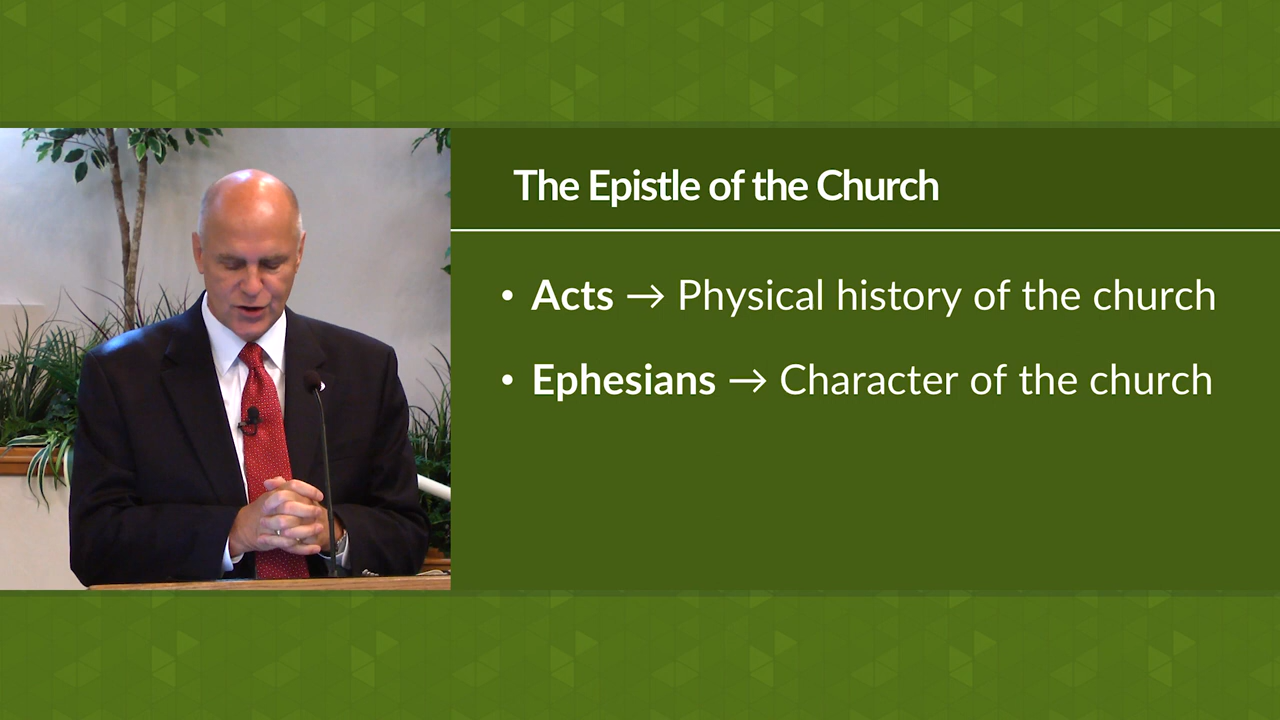 The Epistle of the Church
• Acts → Physical history of the church
• Ephesians → Character of the church